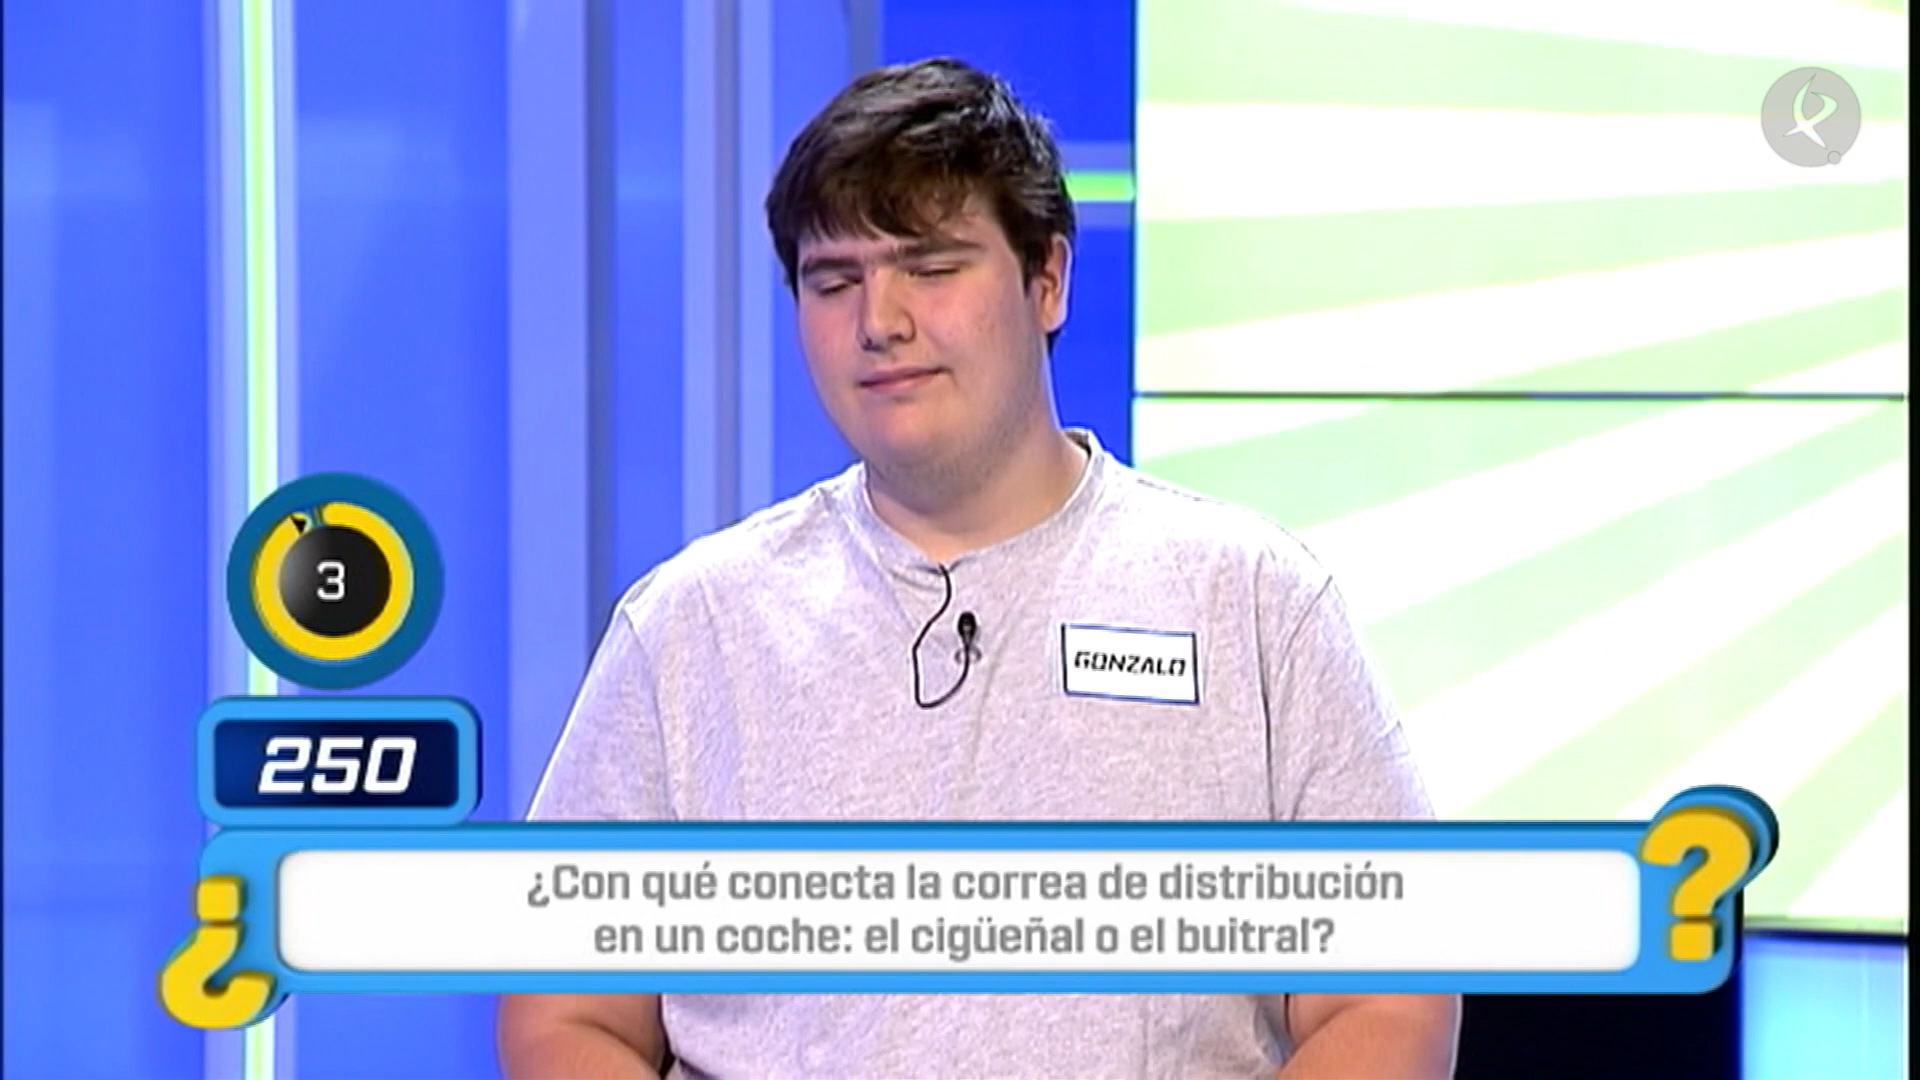 GONZALO
3
250
¿Con qué conecta la correa de distribución
en un coche: el cigüeñal o el buitral?